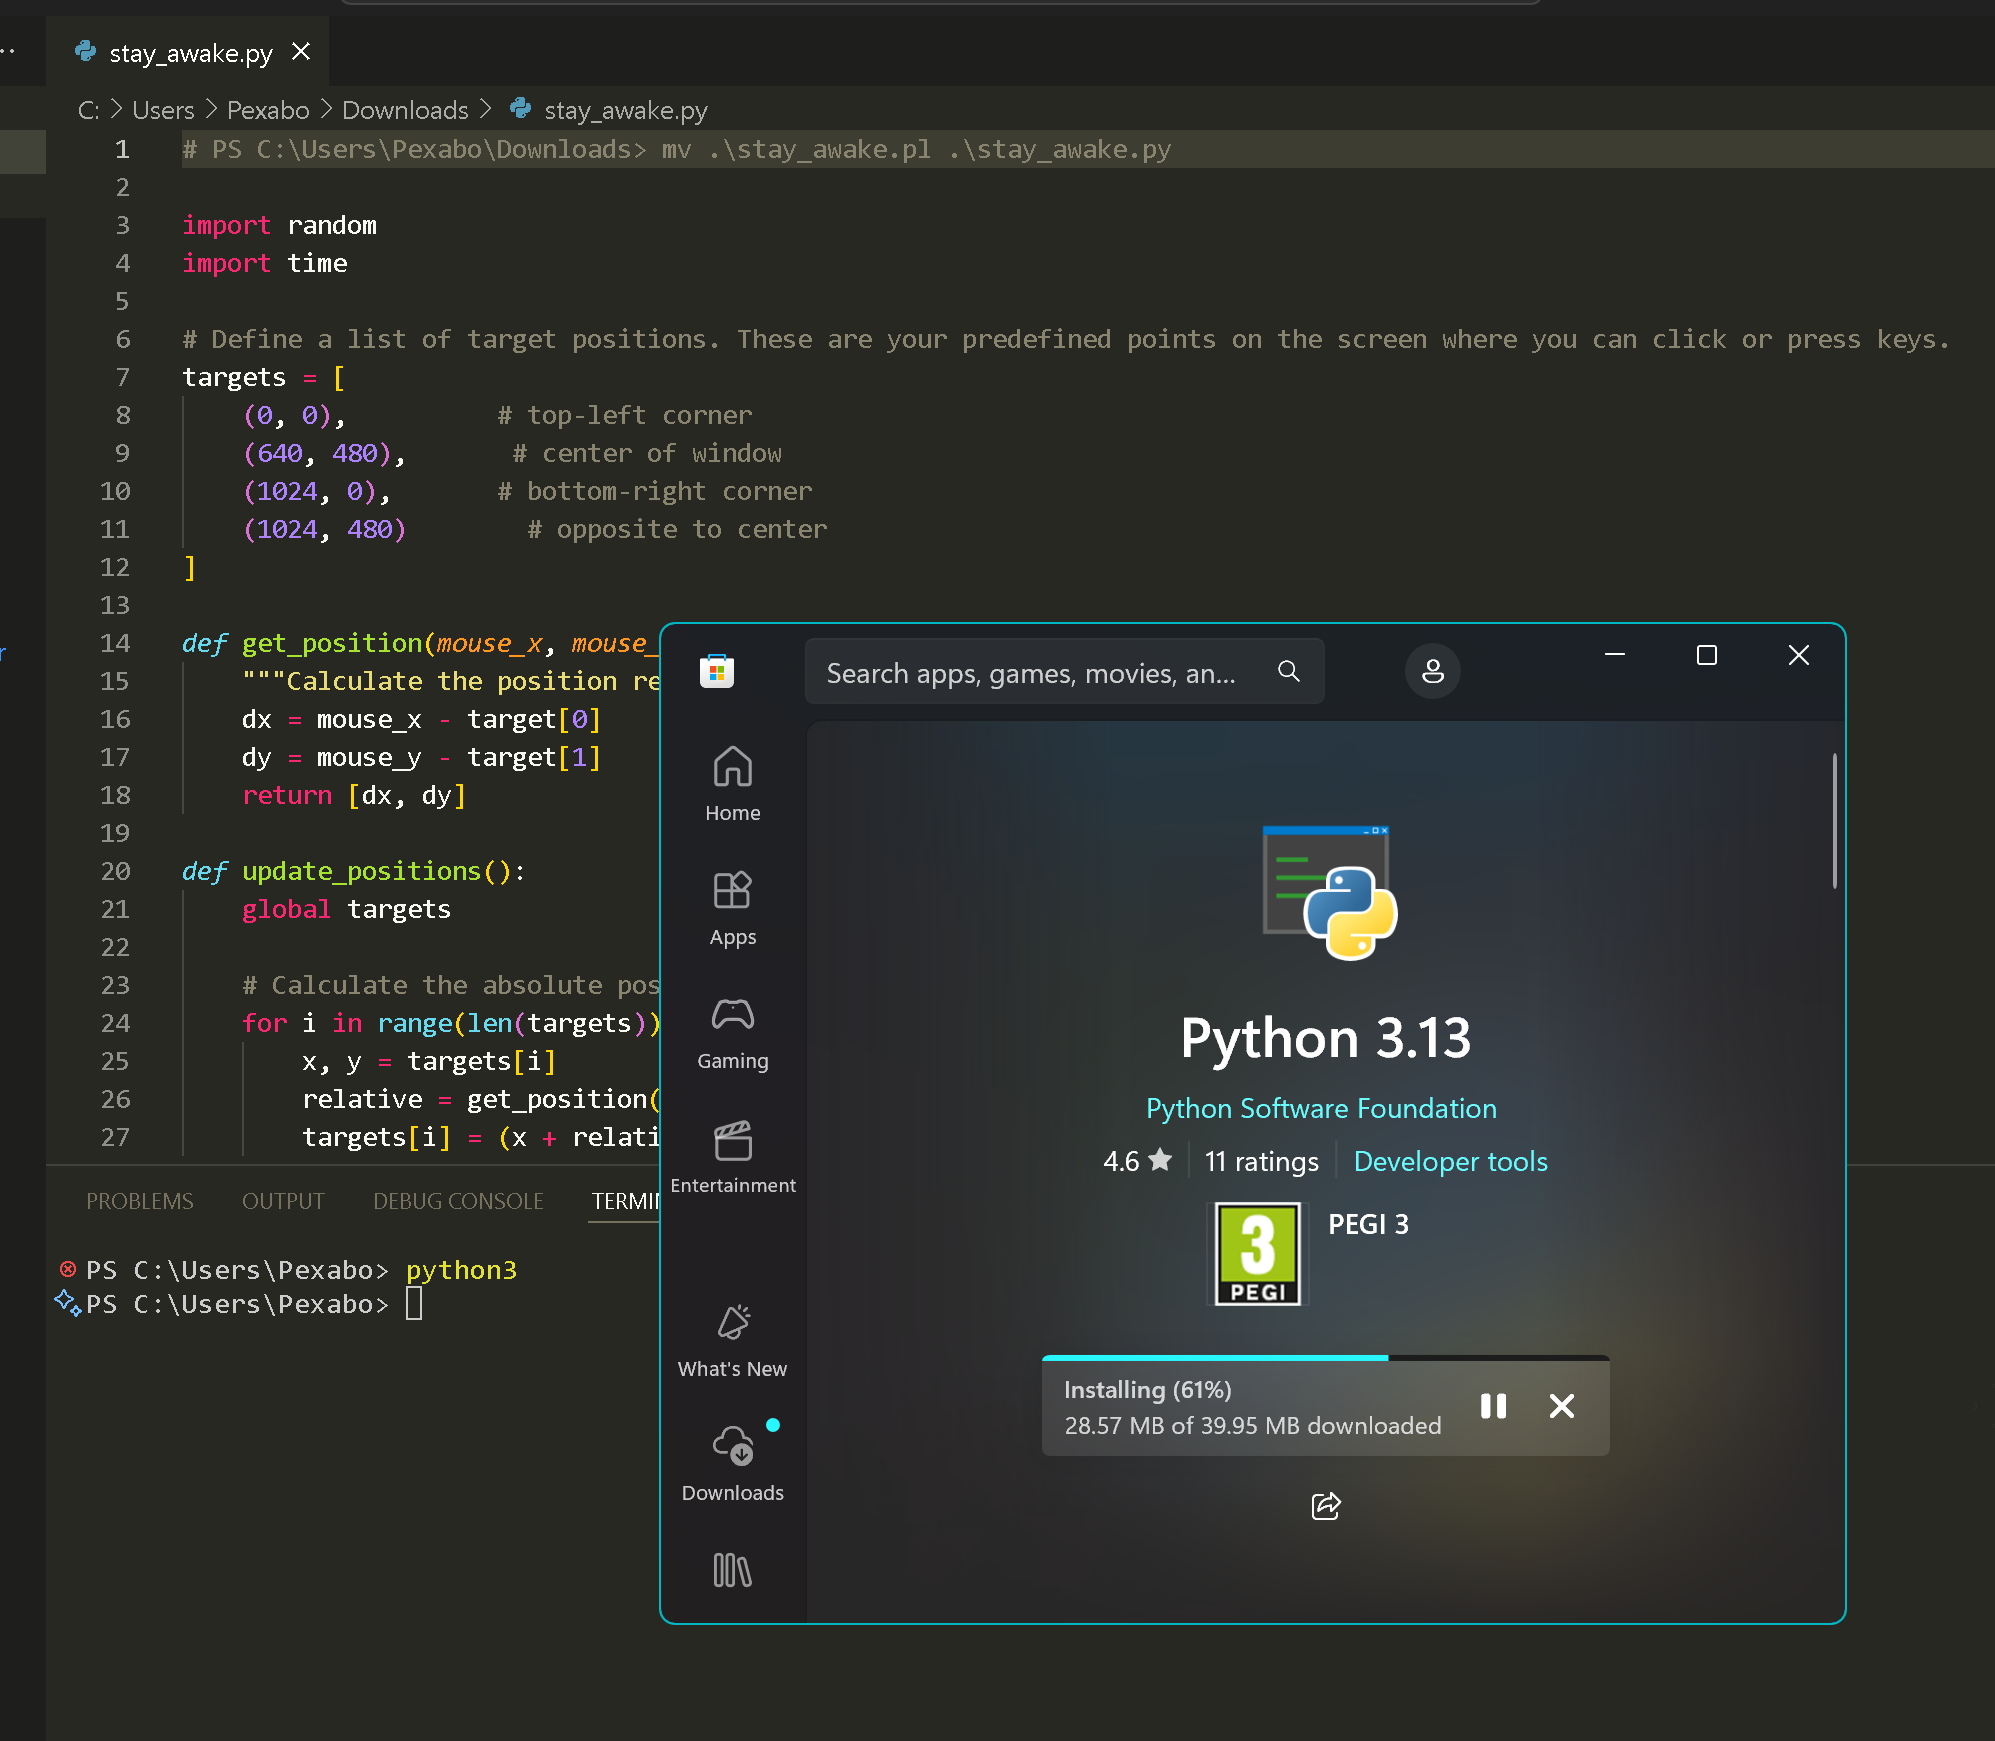 stay_awake.py
C: > Users > Pexabo > Downloads > stay_awake.py
1 # PS C:\Users\Pexabo\Downloads> mv .\stay_awake.pl .\stay_awake.py
2
3 import random
4 import time
5
6 # Define a list of target positions. These are your predefined points on the screen where you can click or press keys.
7 targets = [
8     (0, 0),          # top-left corner
9     (640, 480),       # center of window
10     (1024, 0),       # bottom-right corner
11     (1024, 480)        # opposite to center
12 ]
13
14 def get_position(mouse_x, mouse_
15     """Calculate the position re
16     dx = mouse_x - target[0]
17     dy = mouse_y - target[1]
18     return [dx, dy]
19
20 def update_positions():
21     global targets
22
23     # Calculate the absolute pos
24     for i in range(len(targets))
25         x, y = targets[i]
26         relative = get_position(
27         targets[i] = (x + relati
PROBLEMS OUTPUT DEBUG CONSOLE TERMIN
PS C:\Users\Pexabo> python3
PS C:\Users\Pexabo>
Search apps, games, movies, an...
Home
Apps
Gaming
Entertainment
What's New
Downloads
Python 3.13
Python Software Foundation
4.6 ★ 11 ratings Developer tools
3
PEGI
PEGI 3
Installing (61%)
28.57 MB of 39.95 MB downloaded